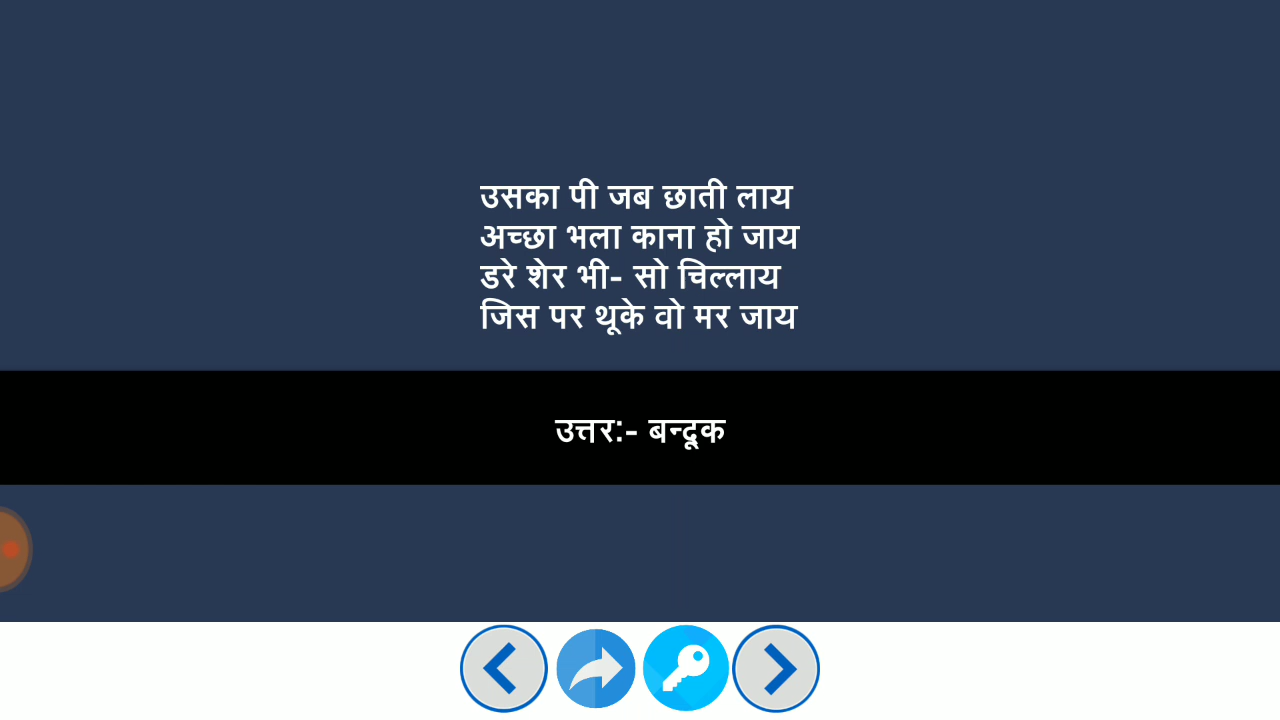 उसका पी जब छाती लाय
अच्छा भला काना हो जाय
डरे शेर भी- सो चिल्लाय
जिस पर थूके वो मर जाय
उत्तर:- बन्दूक